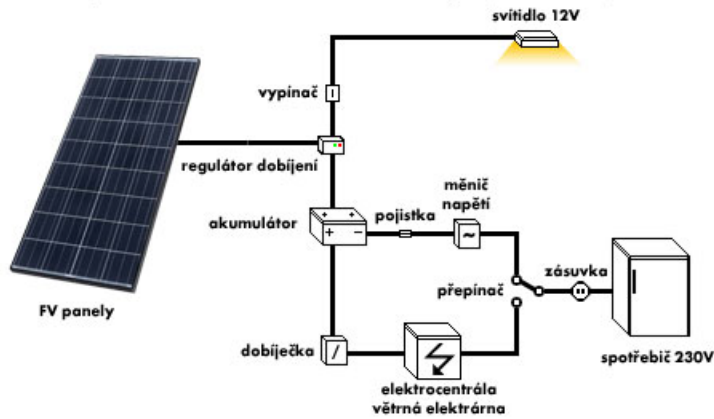 svítidlo 12V
vypínač
regulátor dobíjení
akumulátor
pojistka
měnič
napětí
zásuvka
přepínač
FV panely
dobíječka
spotřebič 230V
elektrocentrála
větrná elektrárna